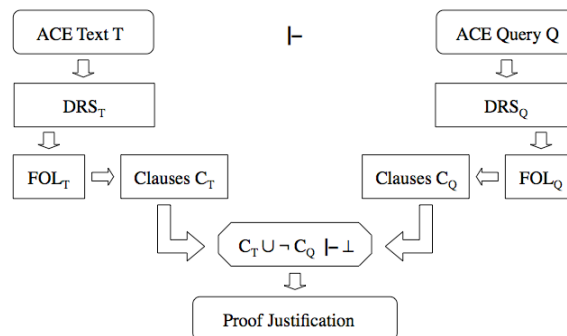 ACE Text T
|–
ACE Query Q
DRS_T
DRS_Q
FOL_T
Clauses C_T
Clauses C_Q
FOL_Q
C_T ∪ ¬ C_Q |– ⊥
Proof Justification